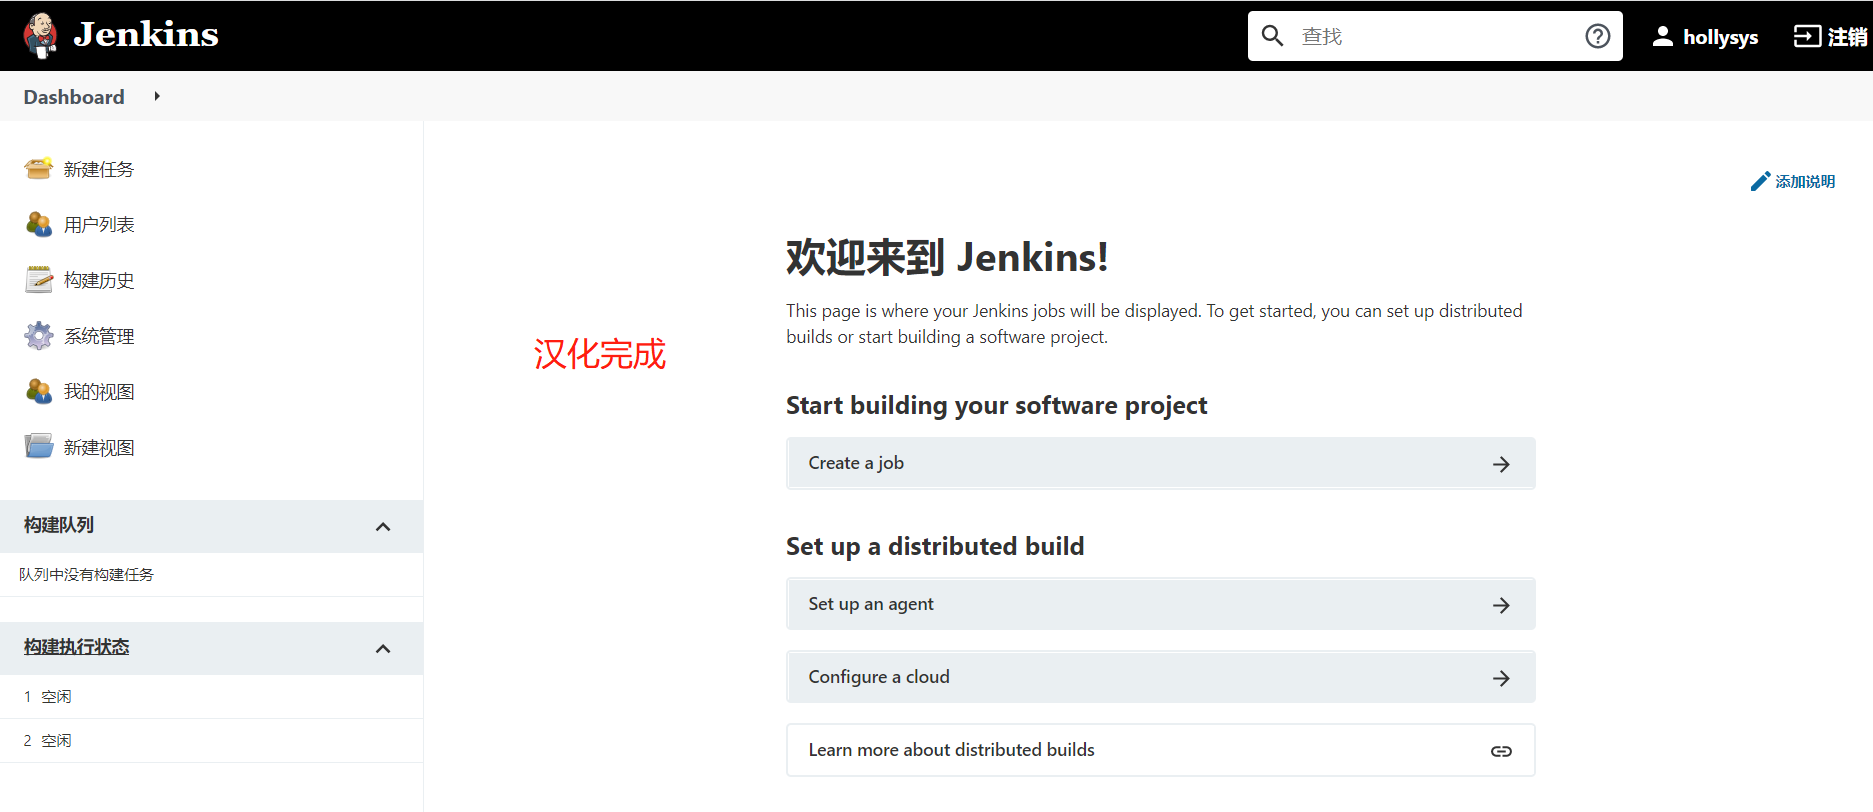 Jenkins
查找
hollysys
注销
Dashboard
新建任务
用户列表
构建历史
系统管理
我的视图
新建视图
构建队列
队列中没有构建任务
构建执行状态
1 空闲
2 空闲
添加说明
欢迎来到 Jenkins!
This page is where your Jenkins jobs will be displayed. To get started, you can set up distributed
builds or start building a software project.
汉化完成
Start building your software project
Create a job
Set up a distributed build
Set up an agent
Configure a cloud
Learn more about distributed builds